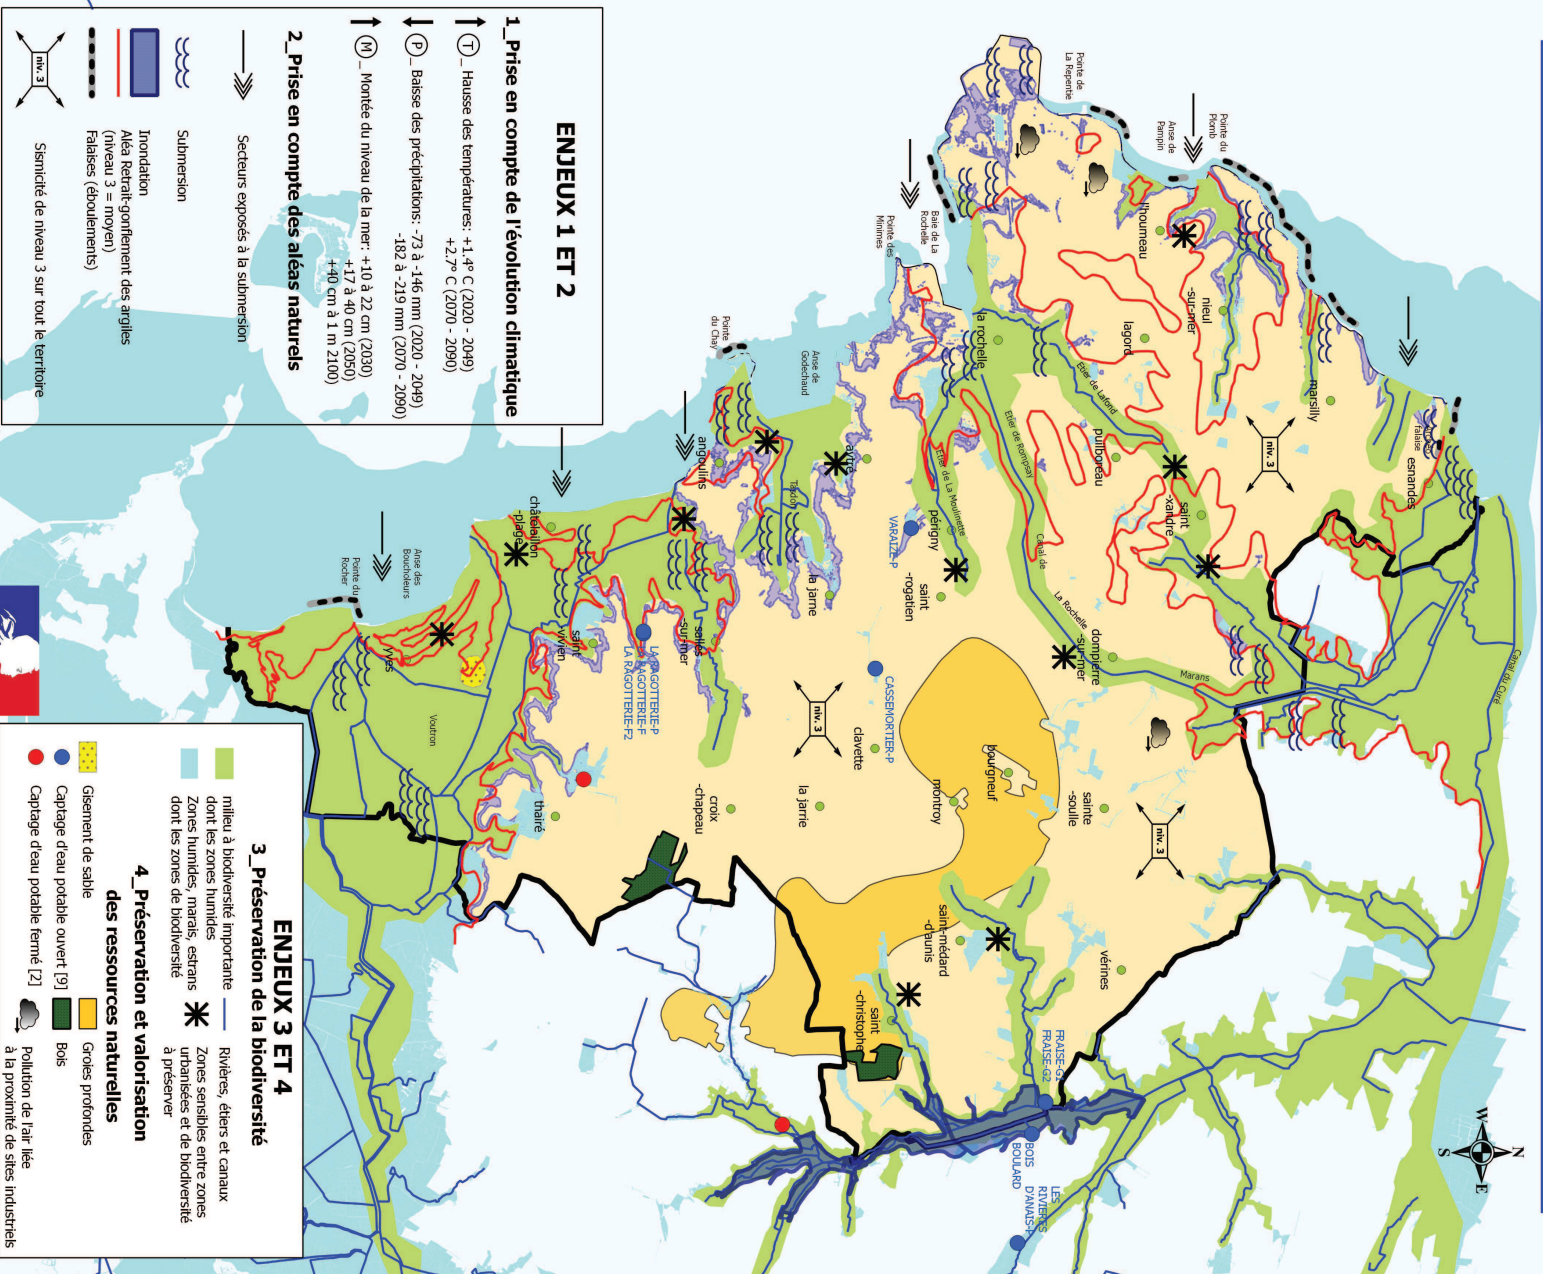 ENJEUX 1 ET 2
1_Prise en compte de l'évolution climatique
T _ Hausse des températures: +1.4° C (2020 - 2049)
+2.7° C (2070 - 2090)
P _ Baisse des précipitations: -73 à -146 mm (2020 - 2049)
-182 à -219 mm (2070 - 2090)
M _ Montée du niveau de la mer: +10 à 22 cm (2030)
+17 à 40 cm (2050)
+40 cm à 1 m 2100)
2_Prise en compte des aléas naturels
Secteurs exposés à la submersion
Submersion
Inondation
Aléa Retrait-gonflement des argiles
(niveau 3 = moyen)
Falaises (éboulements)
niv. 3
Sismicité de niveau 3 sur tout le territoire
ENJEUX 3 ET 4
3_Préservation de la biodiversité
milieu à biodiversité importante
dont les zones humides
Zones humides, marais, estrans
dont les zones de biodiversité
Rivières, étiers et canaux
Zones sensibles entre zones
urbanisées et de biodiversité
à préserver
4_Préservation et valorisation
des ressources naturelles
Gisement de sable
Captage d'eau potable ouvert [9]
Captage d'eau potable fermé [2]
Groies profondes
Bois
Pollution de l'air liée
à la proximité de sites industriels
N
W
E
S
Canal du Curé
esnandes
falaise
marsilly
niv. 3
Pointe du
Plomb
Anse de
Pampin
Pointe de
La Repentie
l'houmeau
nieul
-sur-mer
lagord
saint
-xandre
puilboreau
Etier de Lafond
Etier de Rompsay
Canal de
La Rochelle
Marans
dompierre
-sur-mer
Baie de La
Rochelle
Pointe des
Minimes
la rochelle
Etier de La Moulinette
périgny
VARAIZE-P
saint
-rogatien
aytré
Anse de
Godechaud
Pointe
du Chay
Tasdon
la jarne
angoulins
CASSEMORTIER-P
clavette
niv. 3
bourgneuf
montroy
sainte
-soulle
niv. 3
la jarrie
croix
-chapeau
salles
-sur-mer
LA RAGOTTERIE-P
LA RAGOTTERIE-F
LA RAGOTTERIE-F2
saint
-vivien
châtelaillon
-plage
Anse des
Boucholeurs
Pointe du
Rocher
yves
Voutron
thairé
vérines
saint-médard
-d'aunis
saint
-christophe
FRAISE-G1
FRAISE-G2
BOIS
BOULARD
LES
RIVIERES
D'ANAIS-P